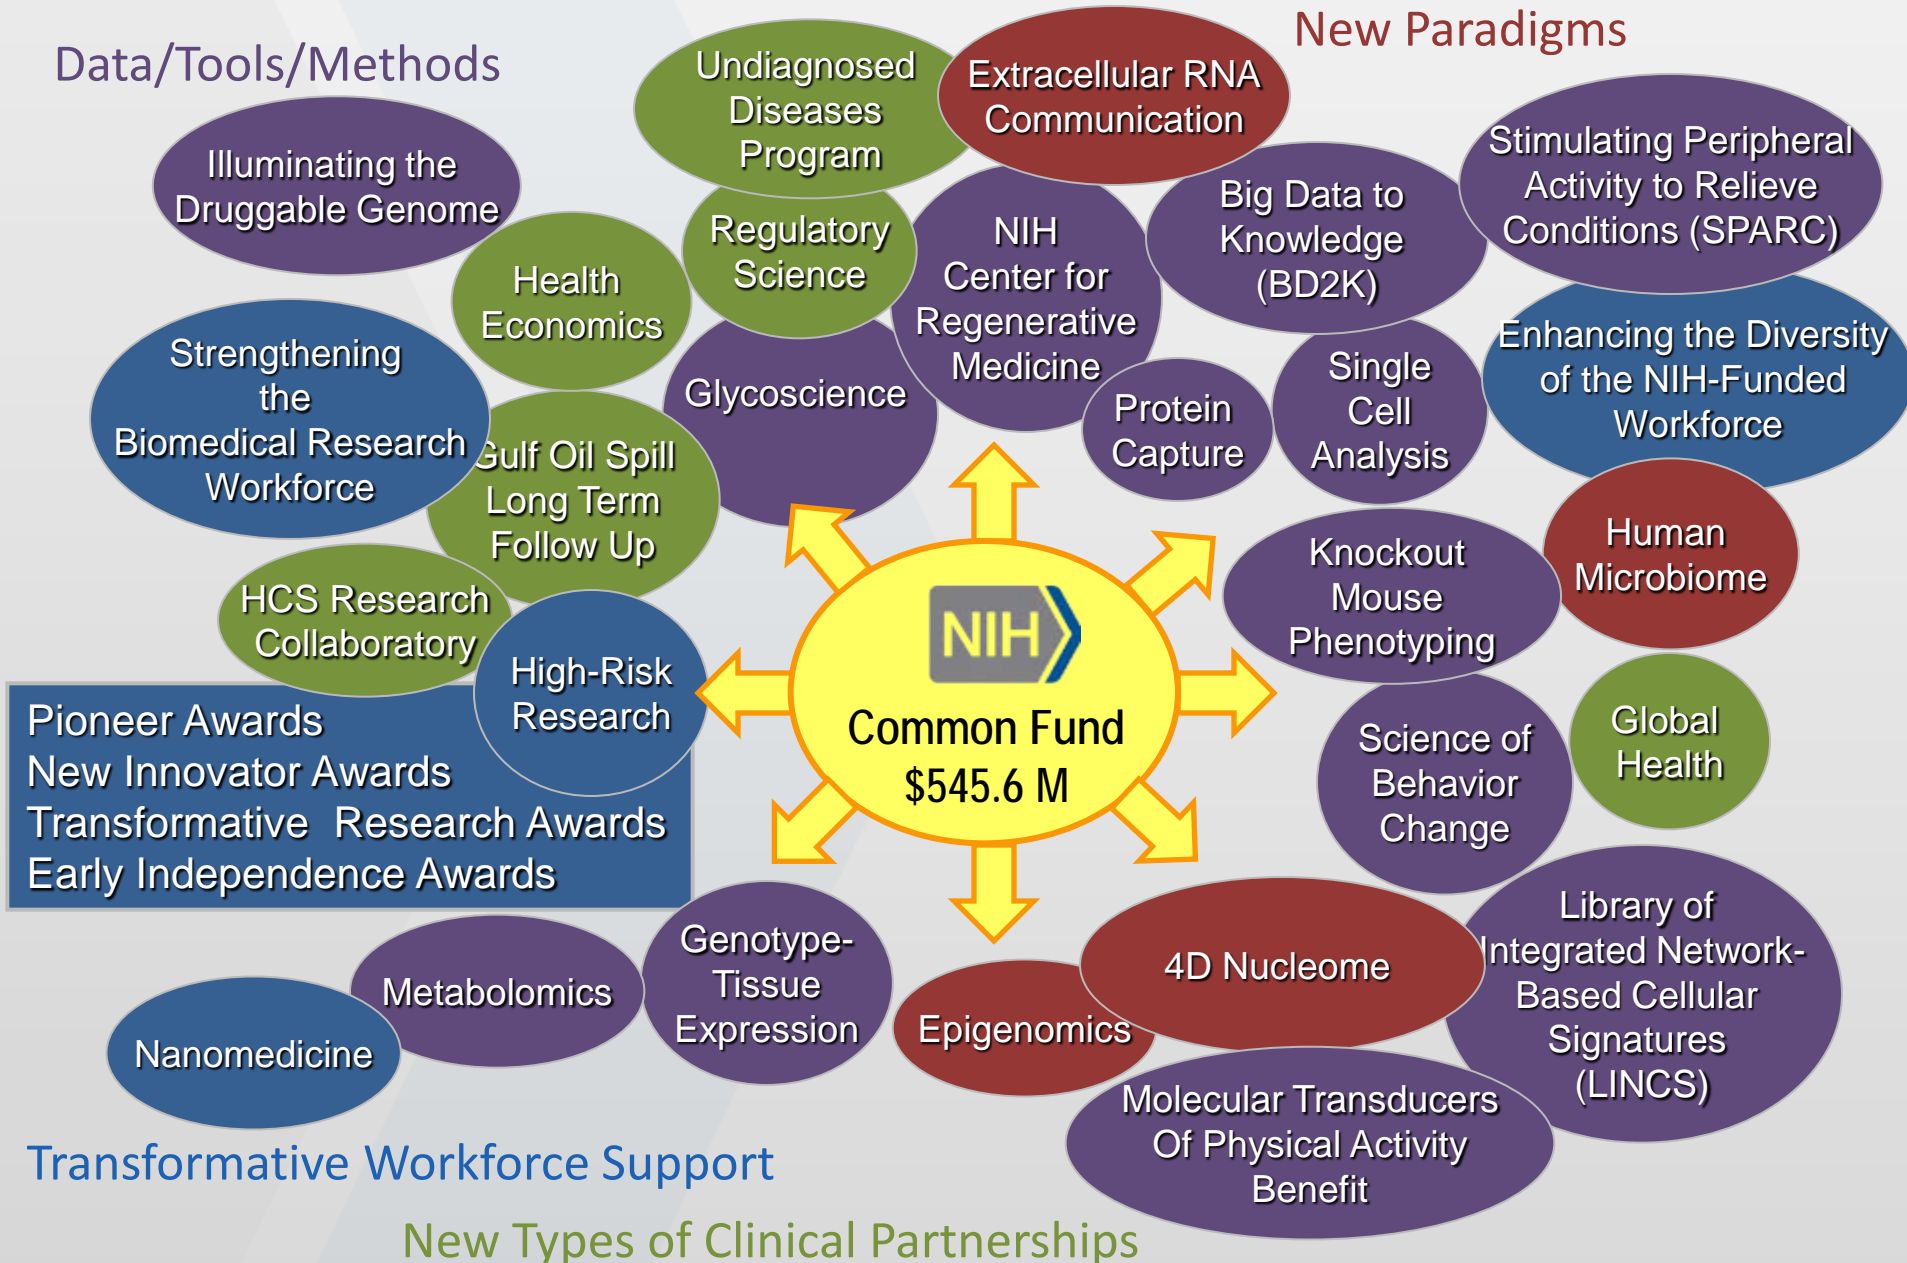 Data/Tools/Methods
New Paradigms
Undiagnosed
Diseases
Program
Extracellular RNA
Communication
Illuminating the
Druggable Genome
Stimulating Peripheral
Activity to Relieve
Conditions (SPARC)
Health
Economics
Regulatory
Science
NIH
Center for
Regenerative
Medicine
Big Data to
Knowledge
(BD2K)
Strengthening
the
Biomedical Research
Workforce
Glycoscience
Protein
Capture
Single
Cell
Analysis
Enhancing the Diversity
of the NIH-Funded
Workforce
Gulf Oil Spill
Long Term
Follow Up
Knockout
Mouse
Phenotyping
Human
Microbiome
HCS Research
Collaboratory
High-Risk
Research
NIH
Common Fund
$545.6 M
Science of
Behavior
Change
Global
Health
Pioneer Awards
New Innovator Awards
Transformative Research Awards
Early Independence Awards
Library of
Integrated Network-
Based Cellular
Signatures
(LINCS)
Nanomedicine
Metabolomics
Genotype-
Tissue
Expression
Epigenomics
4D Nucleome
Molecular Transducers
Of Physical Activity
Benefit
Transformative Workforce Support
New Types of Clinical Partnerships